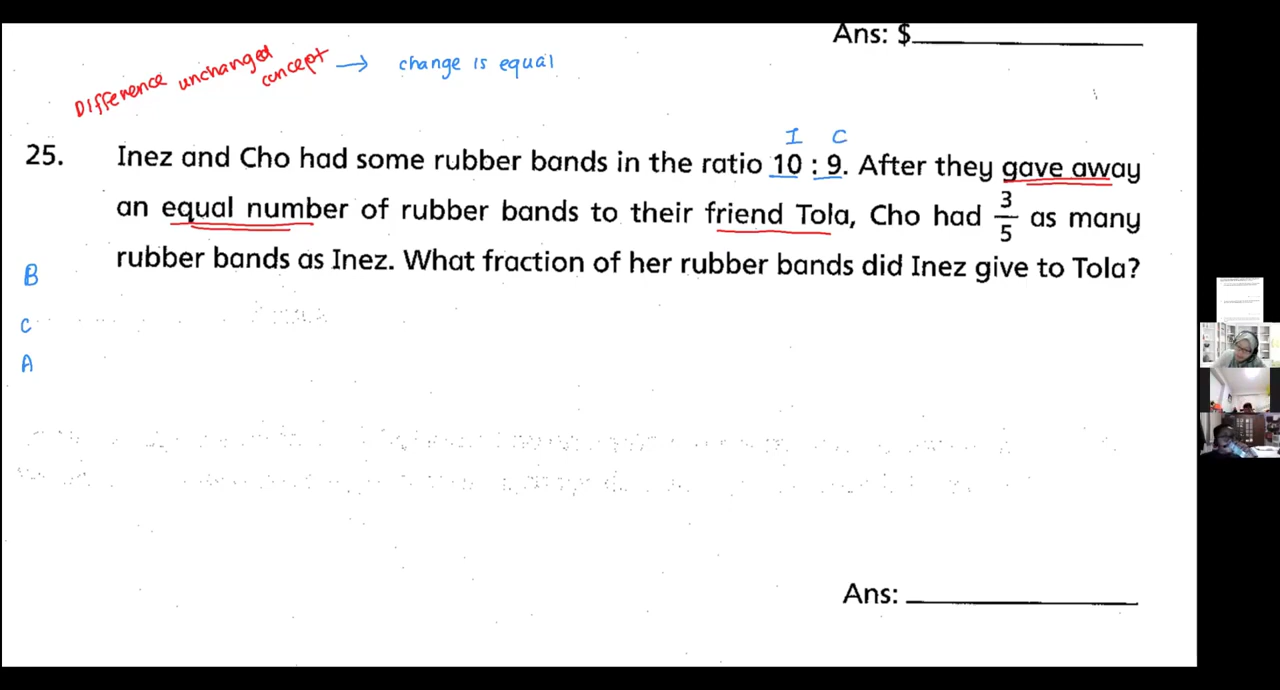 Ans: $
Difference unchanged concept → change is equal
I C
25. Inez and Cho had some rubber bands in the ratio 10 : 9. After they gave away
an equal number of rubber bands to their friend Tola, Cho had 3/5 as many
rubber bands as Inez. What fraction of her rubber bands did Inez give to Tola?
B
C
A
Ans: